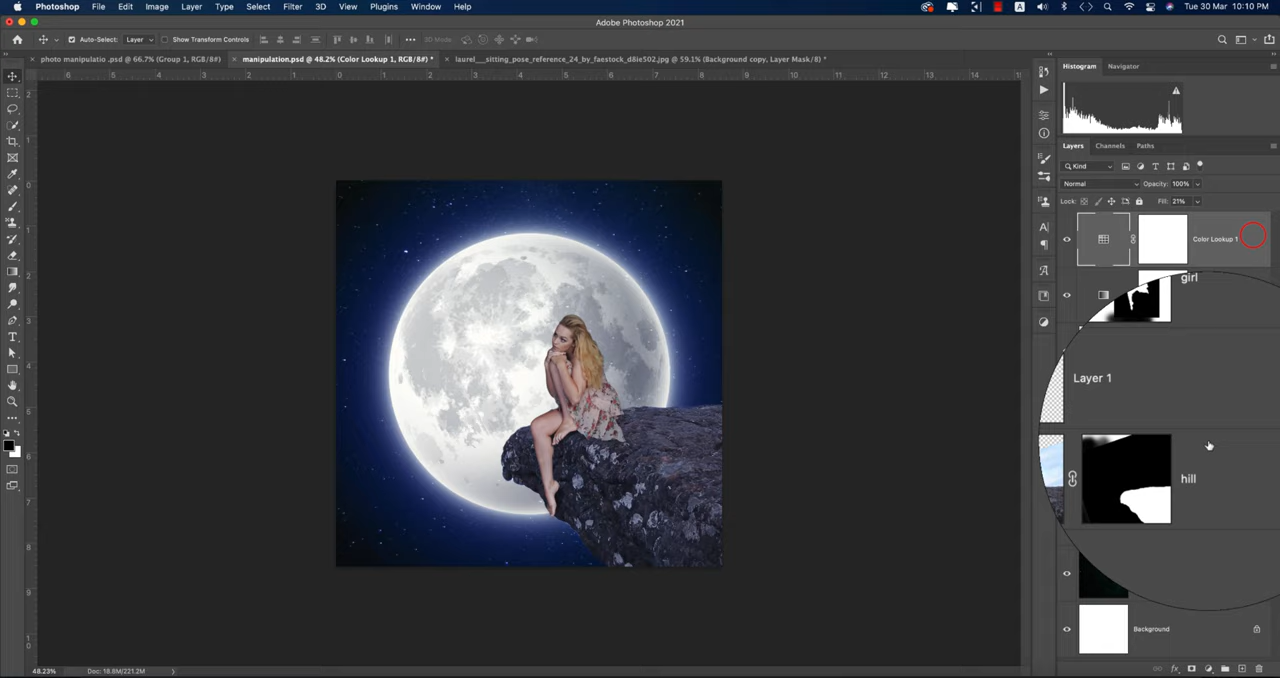 Photoshop File Edit Image Layer Type Select Filter 3D View Plugins Window Help Tue 30 Mar 10:10 PM
Adobe Photoshop 2021
Auto-Select: Layer Show Transform Controls 3D Mode:
× photo manipulatio .psd @ 66.7% (Group 1, RGB/8#) × manipulation.psd @ 48.2% (Color Lookup 1, RGB/8#) * × laurel__sitting_pose_reference_24_by_faestock_d8ie502.jpg @ 59.1% (Background copy, Layer Mask/8) *
Histogram Navigator
Layers Channels Paths
Kind
Normal Opacity: 100%
Lock: Fill: 21%
Color Lookup 1
girl
Layer 1
hill
Background
48.23% Doc: 18.6M/221.2M